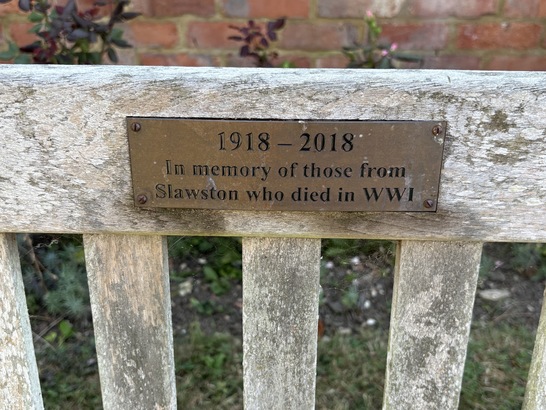 1918 – 2018
In memory of those from
Slawston who died in WWI